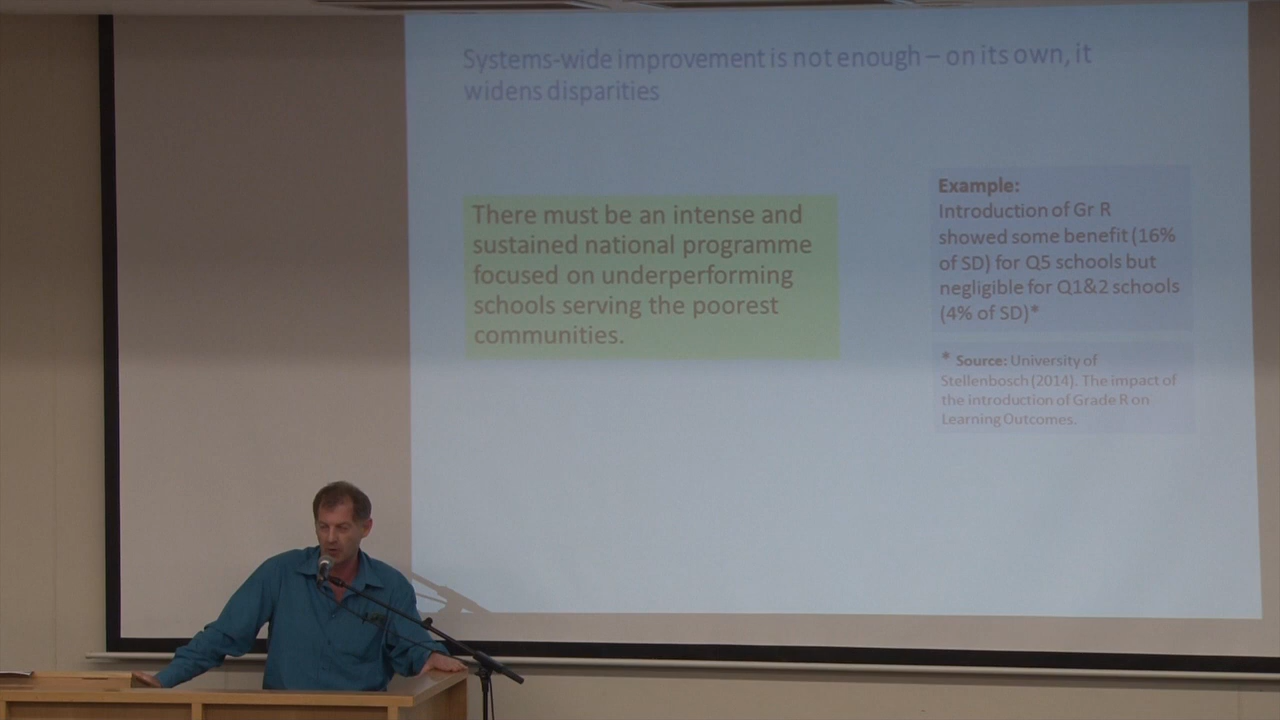 Systems-wide improvement is not enough – on its own, it
widens disparities
There must be an intense and
sustained national programme
focused on underperforming
schools serving the poorest
communities.
Example:
Introduction of Gr R
showed some benefit (16%
of SD) for Q5 schools but
negligible for Q1&2 schools
(4% of SD)*
* Source: University of
Stellenbosch (2014). The impact of
the introduction of Grade R on
Learning Outcomes.